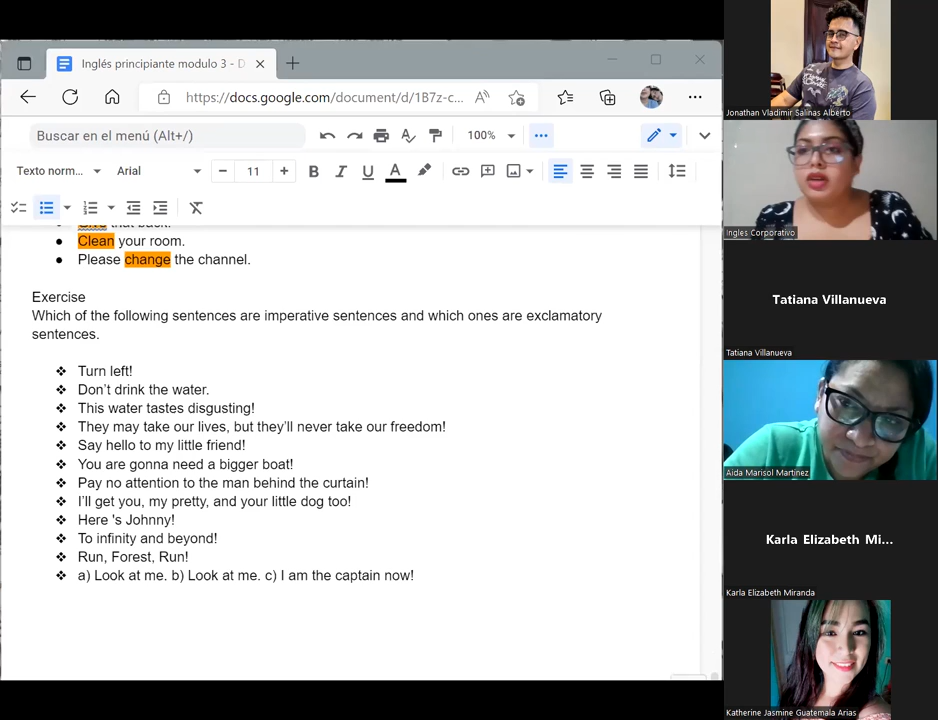 Inglés principiante modulo 3 - D
https://docs.google.com/document/d/1B7z-c...
Buscar en el menú (Alt+/)
100%
Texto norm...
Arial
11
that back.
Clean your room.
Please change the channel.
Exercise
Which of the following sentences are imperative sentences and which ones are exclamatory
sentences.
❖ Turn left!
❖ Don't drink the water.
❖ This water tastes disgusting!
❖ They may take our lives, but they'll never take our freedom!
❖ Say hello to my little friend!
❖ You are gonna need a bigger boat!
❖ Pay no attention to the man behind the curtain!
❖ I'll get you, my pretty, and your little dog too!
❖ Here 's Johnny!
❖ To infinity and beyond!
❖ Run, Forest, Run!
❖ a) Look at me. b) Look at me. c) I am the captain now!
Jonathan Vladimir Salinas Alberto
Ingles Corporativo
Tatiana Villanueva
Tatiana Villanueva
Aida Marisol Martinez
Karla Elizabeth Mi...
Karla Elizabeth Miranda
Katherine Jasmine Guatemala Arias